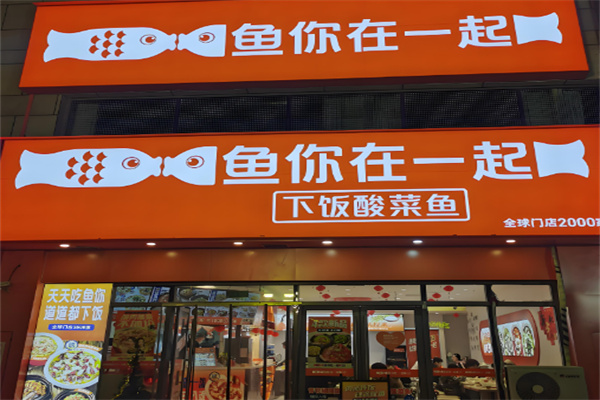 鱼你在一起
鱼你在一起
下饭酸菜鱼
全球门店2000
天天吃鱼你
道道都下饭